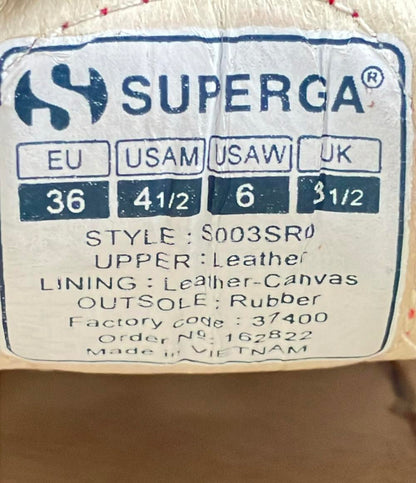 SUPERGA®
EU USAM USAW UK
36 4 1/2 6 3 1/2
STYLE : S003SR0
UPPER : Leather
LINING : Leather-Canvas
OUTSOLE : Rubber
Factory code : 37400
Order Nº: 162822
Made in VIETNAM